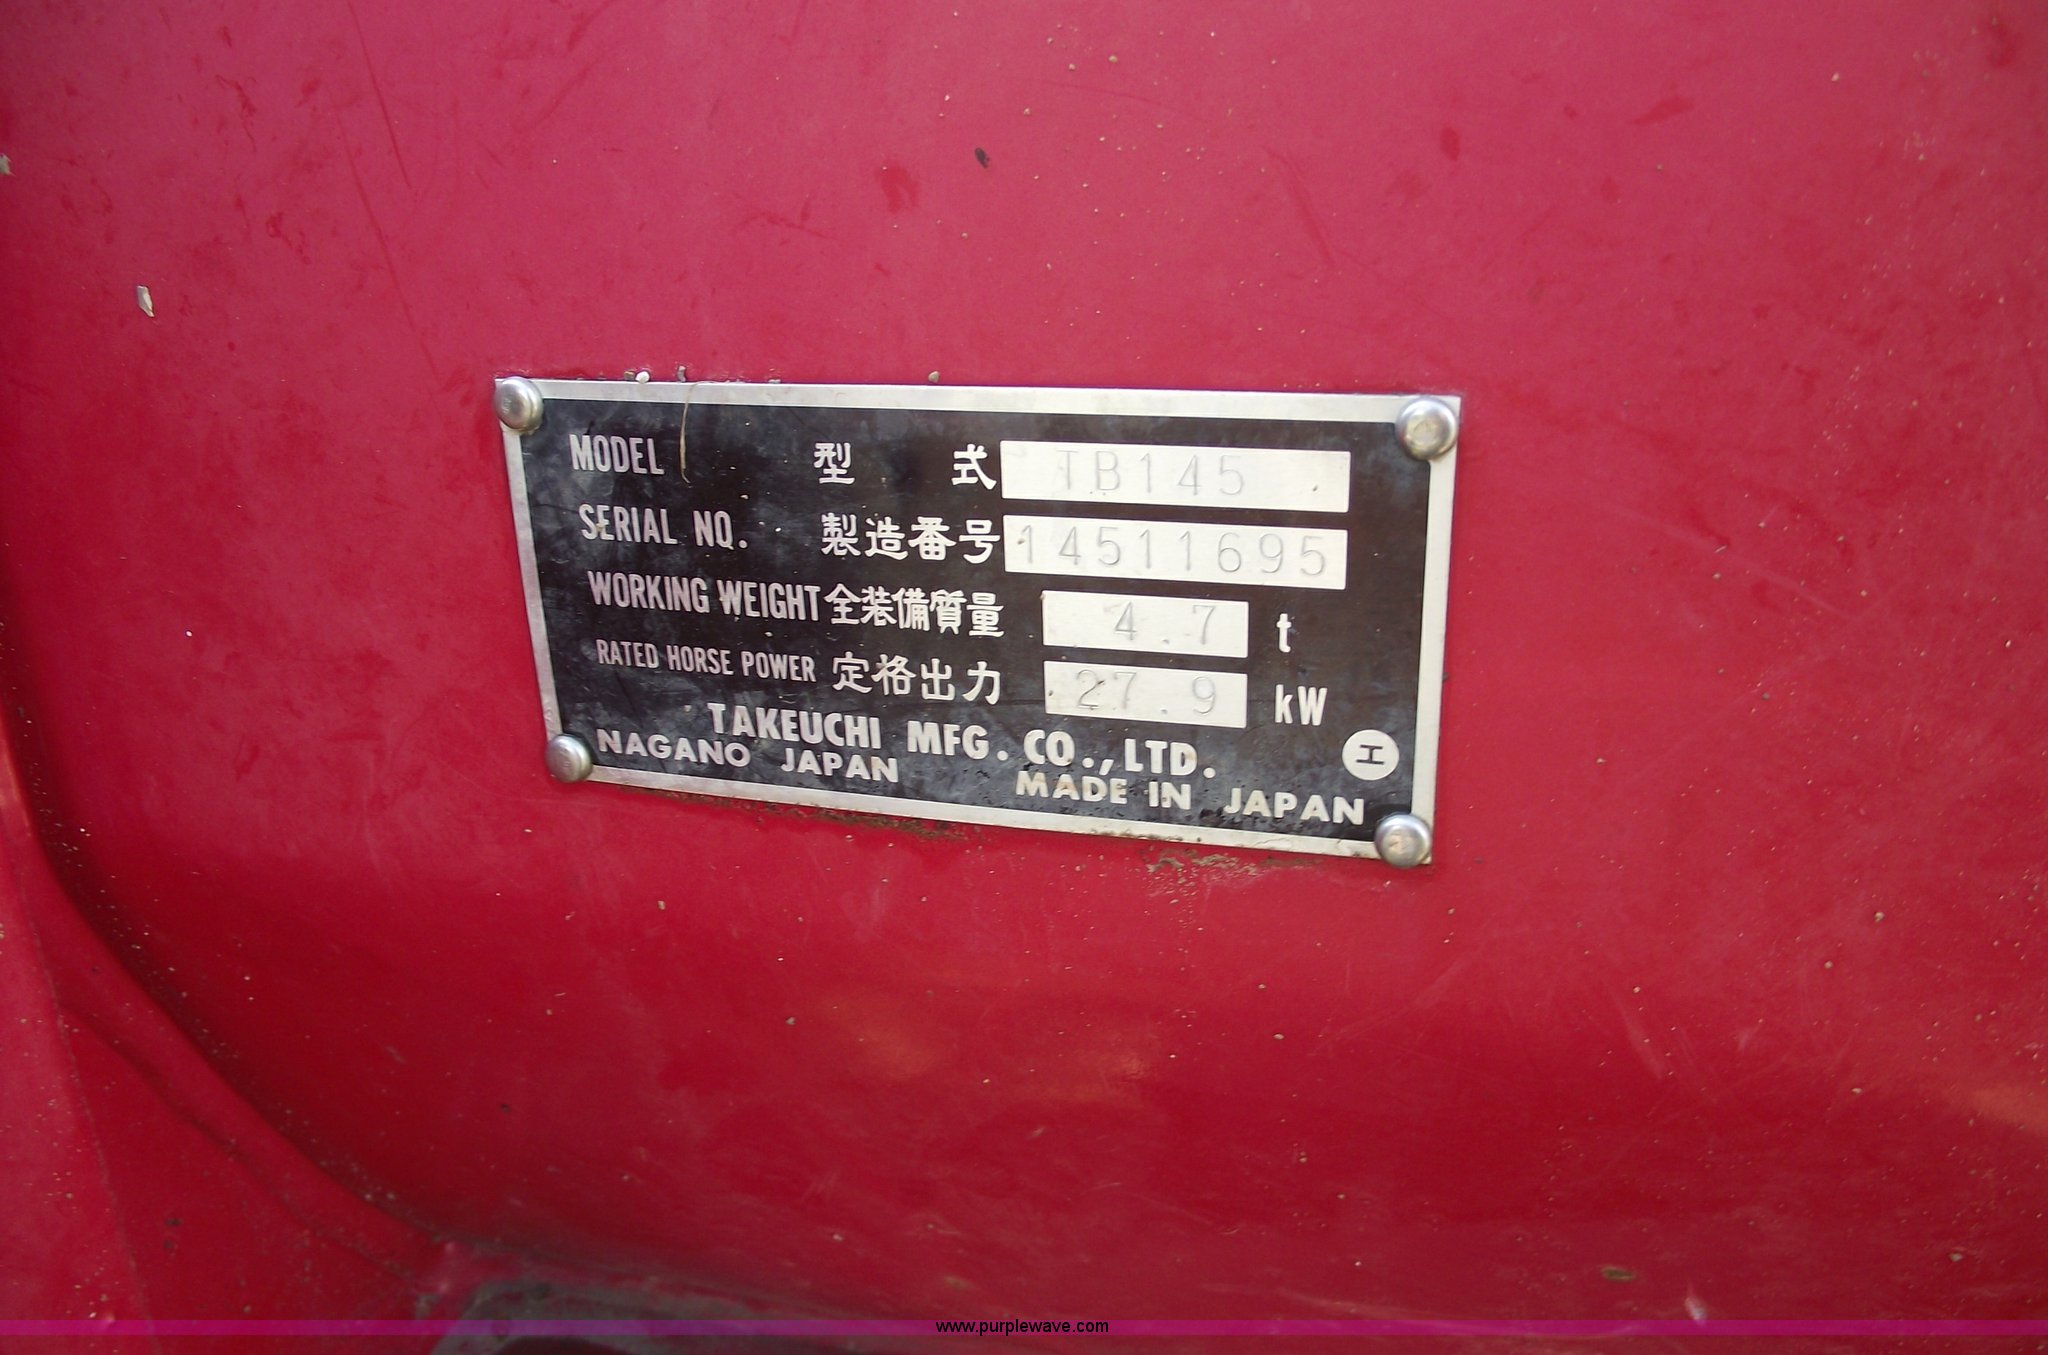 MODEL 型 式 TB145
SERIAL NO. 製造番号 14511695
WORKING WEIGHT 全装備質量 4.7 t
RATED HORSE POWER 定格出力 27.9 kW
TAKEUCHI MFG. CO., LTD.
NAGANO JAPAN
エ
MADE IN JAPAN
www.purplewave.com